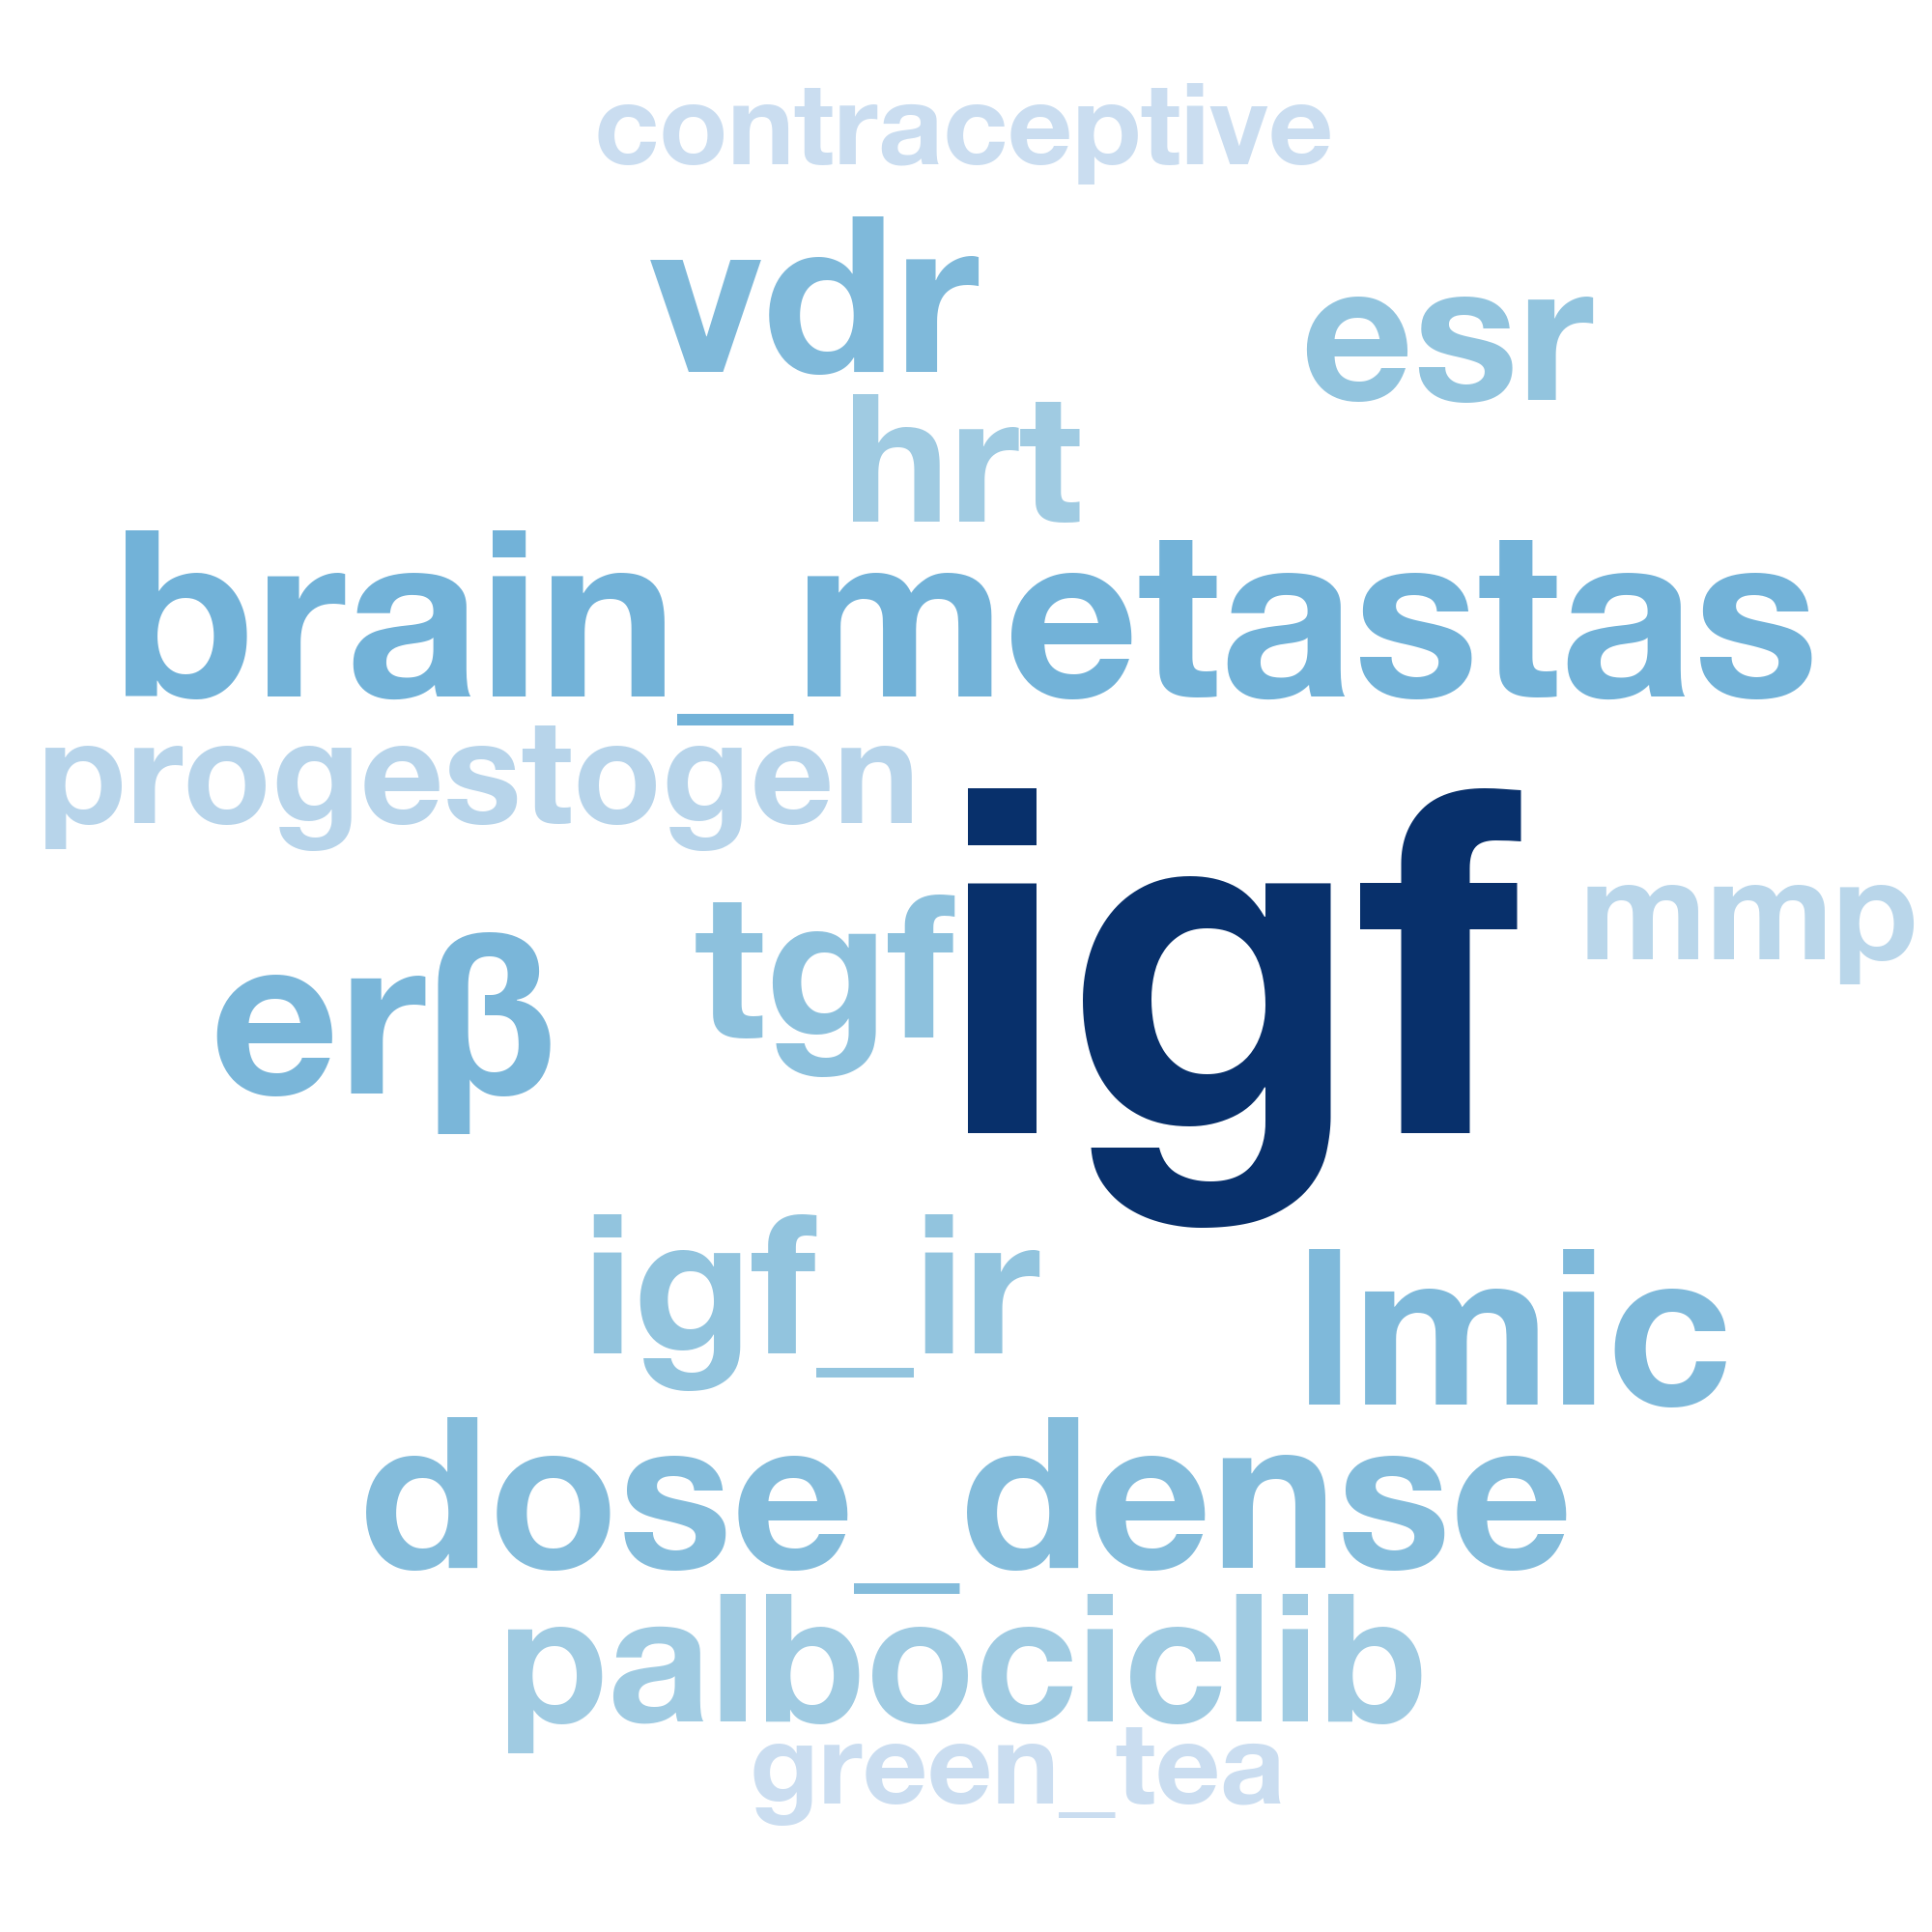 contraceptive
vdr
esr
hrt
brain_metastas
progestogen
igf
mmp
tgf
erβ
igf_ir
lmic
dose_dense
palbociclib
green_tea